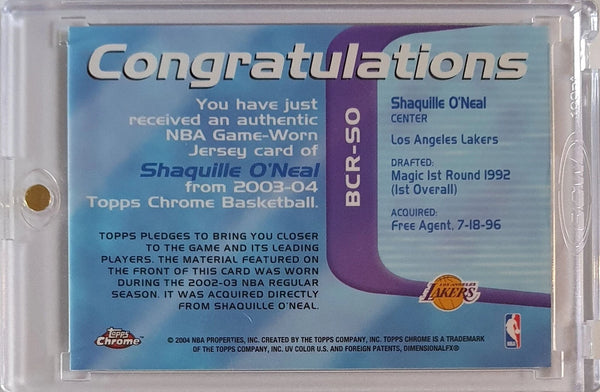 Congratulations
You have just
received an authentic
NBA Game-Worn
Jersey card of
Shaquille O'Neal
from 2003-04
Topps Chrome Basketball.
TOPPS PLEDGES TO BRING YOU CLOSER
TO THE GAME AND ITS LEADING
PLAYERS. THE MATERIAL FEATURED ON
THE FRONT OF THIS CARD WAS WORN
DURING THE 2002-03 NBA REGULAR
SEASON. IT WAS ACQUIRED DIRECTLY
FROM SHAQUILLE O'NEAL.
BCR-SO
Shaquille O'Neal
CENTER
Los Angeles Lakers
DRAFTED:
Magic 1st Round 1992
(1st Overall)
ACQUIRED:
Free Agent, 7-18-96
LOS ANGELES
LAKERS
NBA
Topps
Chrome
© 2004 NBA PROPERTIES, INC. CREATED BY THE TOPPS COMPANY, INC. TOPPS CHROME IS A TRADEMARK
OF THE TOPPS COMPANY, INC. UV COLOR U.S. AND FOREIGN PATENTS, DIMENSIONALFX®